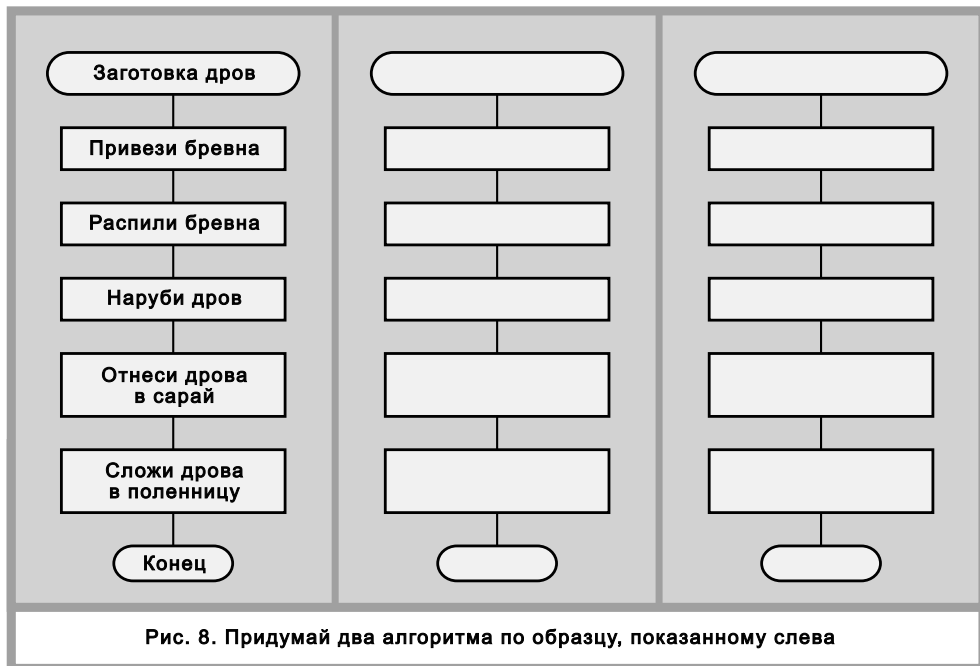 Заготовка дров
Привези бревна
Распили бревна
Наруби дров
Отнеси дрова
в сарай
Сложи дрова
в поленницу
Конец
Рис. 8. Придумай два алгоритма по образцу, показанному слева